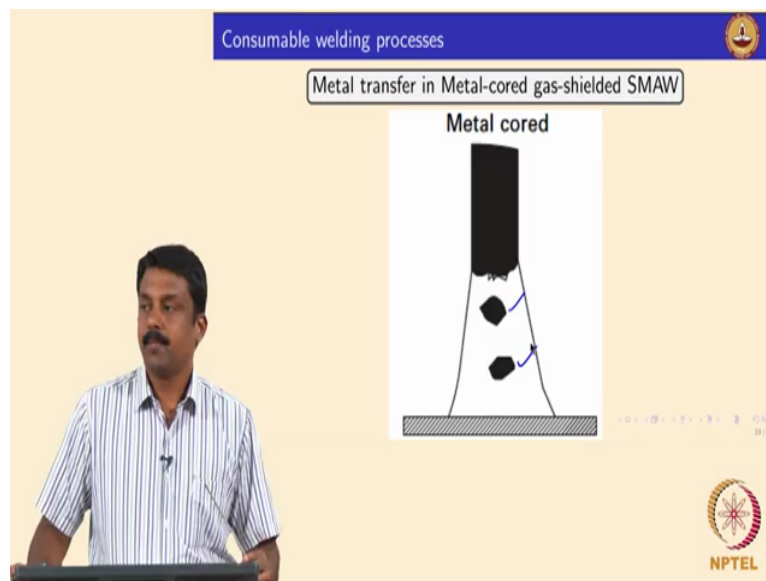 Consumable welding processes
Metal transfer in Metal-cored gas-shielded SMAW
Metal cored
NPTEL